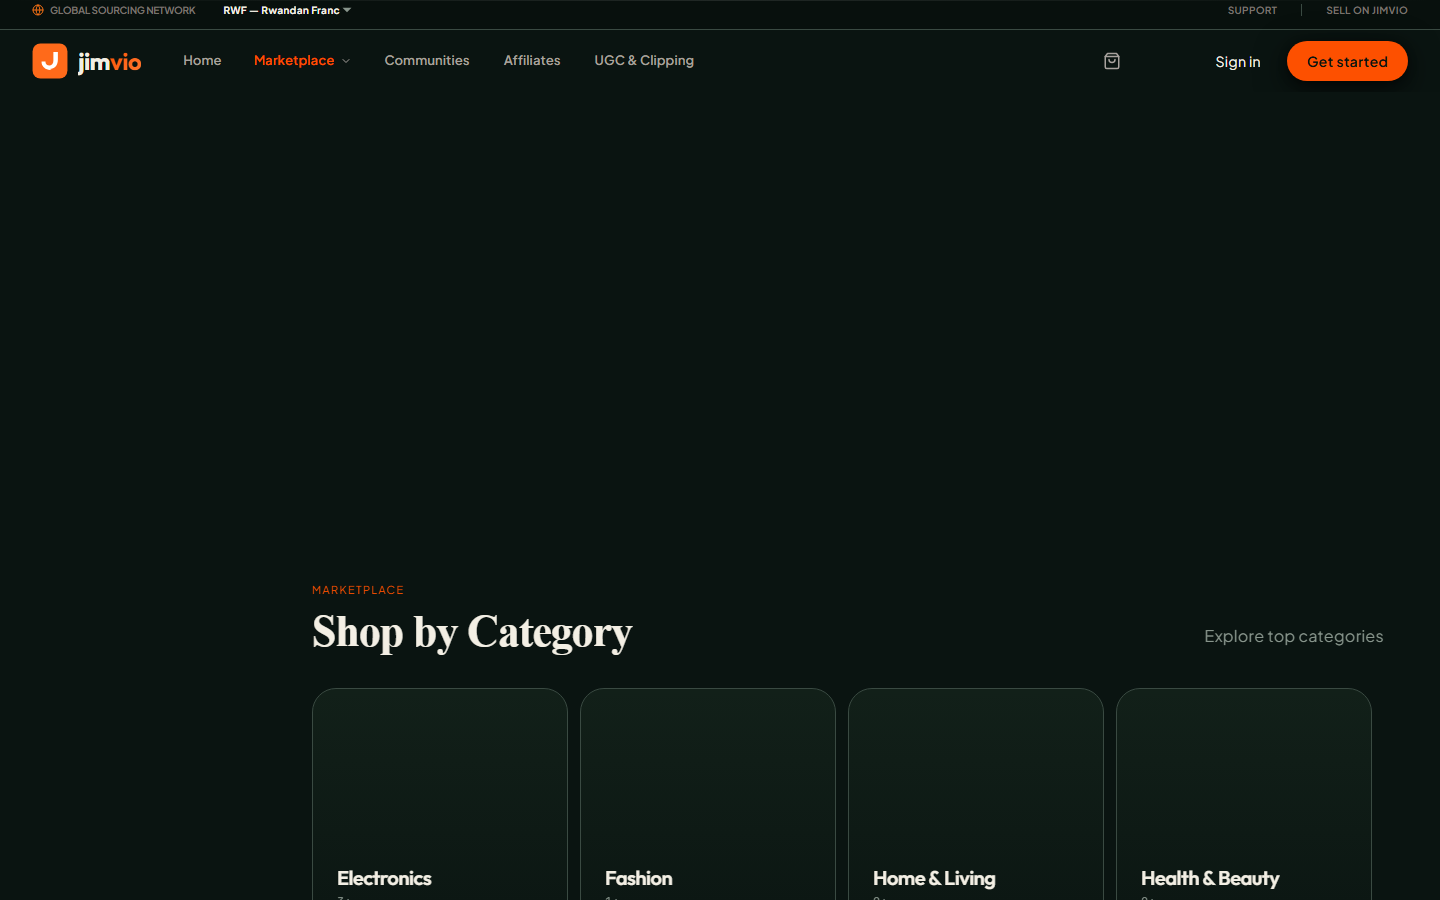 GLOBAL SOURCING NETWORK
RWF — Rwandan Franc
SUPPORT
SELL ON JIMVIO
J jimvio
Home
Marketplace
Communities
Affiliates
UGC & Clipping
Sign in
Get started
MARKETPLACE
Shop by Category
Explore top categories
Electronics
Fashion
Home & Living
Health & Beauty